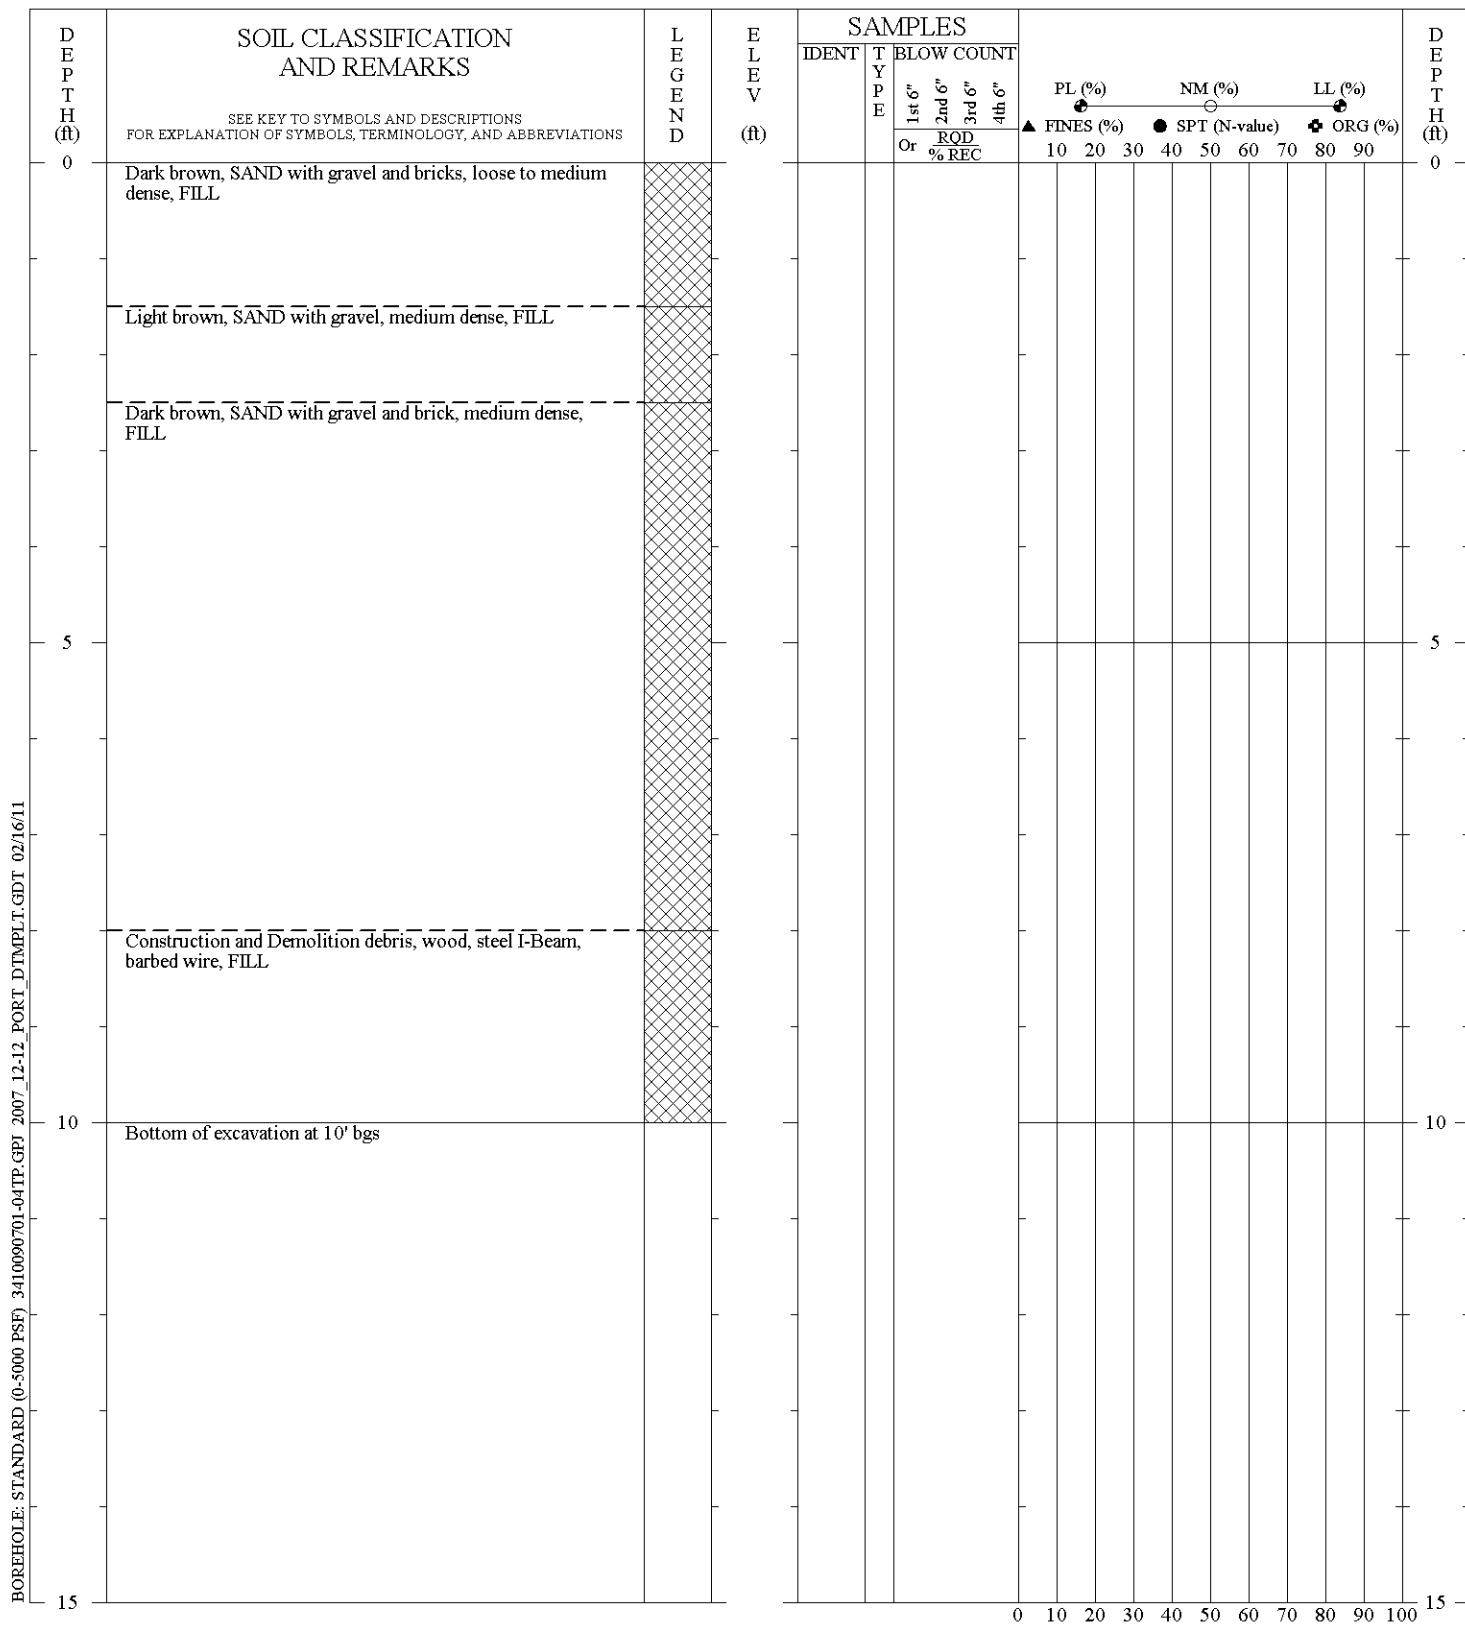 DEPTH (ft)
SOIL CLASSIFICATION
AND REMARKS
SEE KEY TO SYMBOLS AND DESCRIPTIONS
FOR EXPLANATION OF SYMBOLS, TERMINOLOGY, AND ABBREVIATIONS
LEGEND
ELEV (ft)
SAMPLES
IDENT
TYPE
BLOW COUNT
1st 6"
2nd 6"
3rd 6"
4th 6"
Or RQD
% REC
PL (%) NM (%) LL (%)
FINES (%) SPT (N-value) ORG (%)
10 20 30 40 50 60 70 80 90
DEPTH (ft)
0
Dark brown, SAND with gravel and bricks, loose to medium
dense, FILL
0
Light brown, SAND with gravel, medium dense, FILL
Dark brown, SAND with gravel and brick, medium dense,
FILL
5
5
Construction and Demolition debris, wood, steel I-Beam,
barbed wire, FILL
10
Bottom of excavation at 10' bgs
10
15
15
0 10 20 30 40 50 60 70 80 90 100
BOREHOLE: STANDARD (0-5000 PSF) 3410090701-04TP.GPJ 2007_12-12_PORT_DTMPLT.GDT 02/16/11